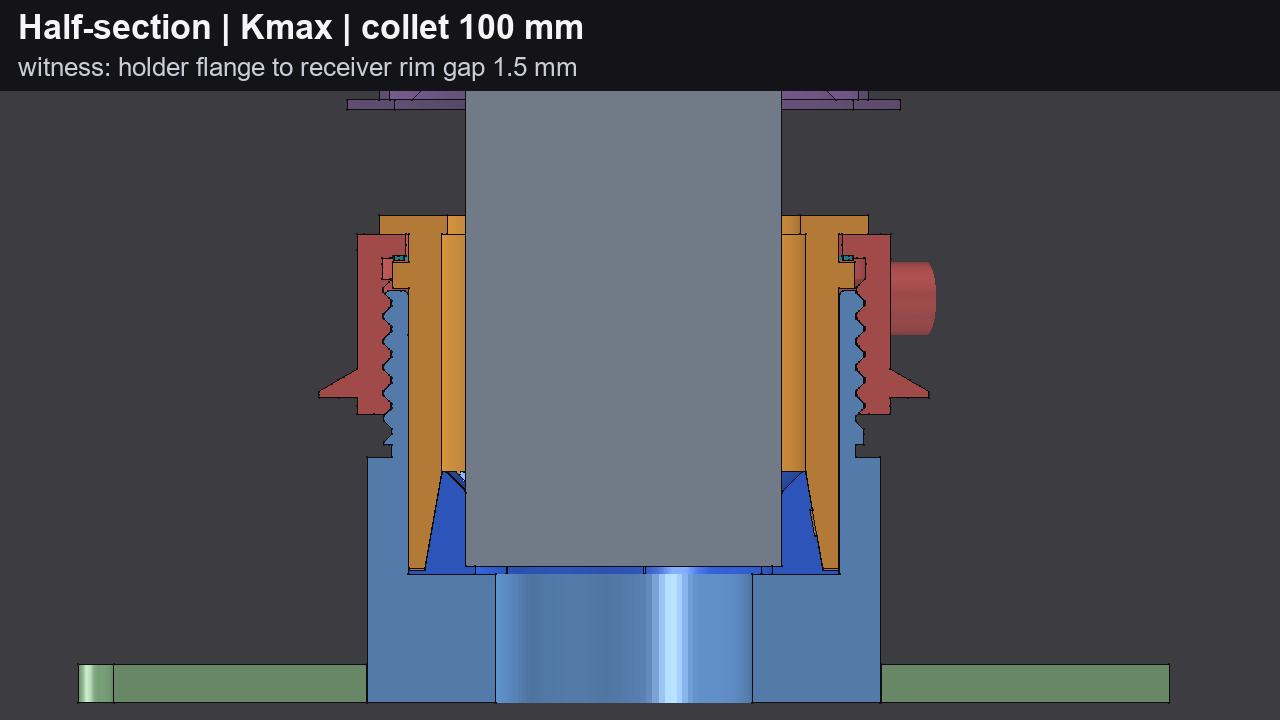 Half-section | Kmax | collet 100 mm
witness: holder flange to receiver rim gap 1.5 mm